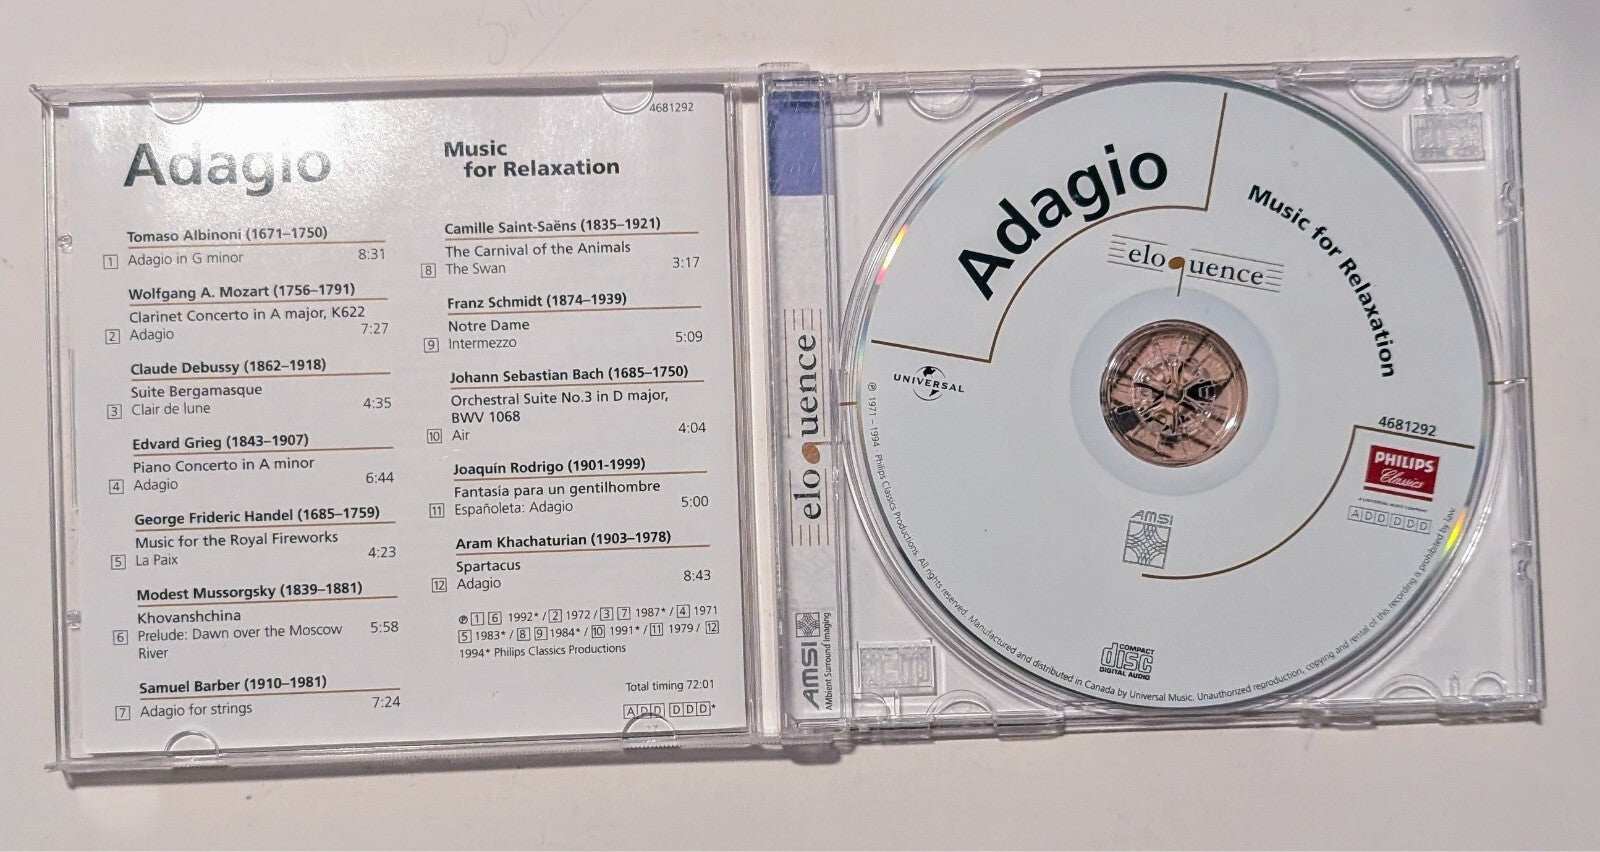 4681292
Adagio
Music
for Relaxation
Tomaso Albinoni (1671–1750)
1 Adagio in G minor 8:31
Wolfgang A. Mozart (1756–1791)
Clarinet Concerto in A major, K622
2 Adagio 7:27
Claude Debussy (1862–1918)
Suite Bergamasque
3 Clair de lune 4:35
Edvard Grieg (1843–1907)
Piano Concerto in A minor
4 Adagio 6:44
George Frideric Handel (1685–1759)
Music for the Royal Fireworks
5 La Paix 4:23
Modest Mussorgsky (1839–1881)
Khovanshchina
6 Prelude: Dawn over the Moscow 5:58
River
Samuel Barber (1910–1981)
7 Adagio for strings 7:24
Camille Saint-Saëns (1835–1921)
The Carnival of the Animals
8 The Swan 3:17
Franz Schmidt (1874–1939)
Notre Dame
9 Intermezzo 5:09
Johann Sebastian Bach (1685–1750)
Orchestral Suite No.3 in D major,
BWV 1068
10 Air 4:04
Joaquín Rodrigo (1901-1999)
Fantasía para un gentilhombre
11 Españoleta: Adagio 5:00
Aram Khachaturian (1903–1978)
Spartacus
12 Adagio 8:43
℗ 1 6 1992* / 2 1972 / 3 7 1987* / 4 1971
5 1983* / 8 9 1984* / 10 1991* / 11 1979 / 12
1994* Philips Classics Productions
Total timing 72:01
ADD DDD*
eloquence
AMSI
AMbient Surround Imaging
Adagio
Music for Relaxation
eloquence
UNIVERSAL
4681292
PHILIPS
Classics
A UNIVERSAL MUSIC COMPANY
ADD DDD
AMSI
COMPACT
disc
DIGITAL AUDIO
℗ 1971 – 1994 · Philips Classics Productions. All rights reserved. Manufactured and distributed in Canada by Universal Music. Unauthorized reproduction, copying and rental of this recording is prohibited by law.